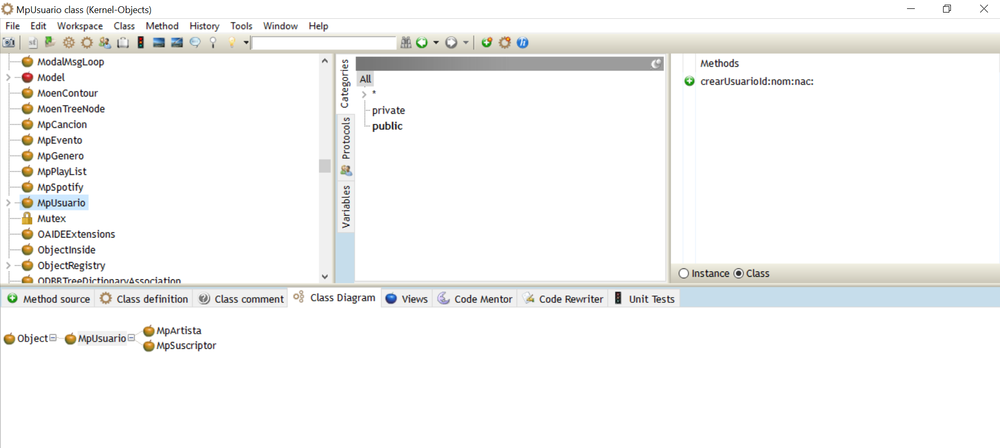 MpUsuario class (Kernel-Objects)
File Edit Workspace Class Method History Tools Window Help
ModalMsgLoop
Model
MoenContour
MoenTreeNode
MpCancion
MpEvento
MpGenero
MpPlayList
MpSpotify
MpUsuario
Mutex
OAIDEExtensions
ObjectInside
ObjectRegistry
ODBBTreeDictionaryAssociation
Categories
Protocols
Variables
All
*
private
public
Methods
crearUsuarioId:nom:nac:
Instance Class
Method source Class definition Class comment Class Diagram Views Code Mentor Code Rewriter Unit Tests
Object MpUsuario MpArtista
MpSuscriptor